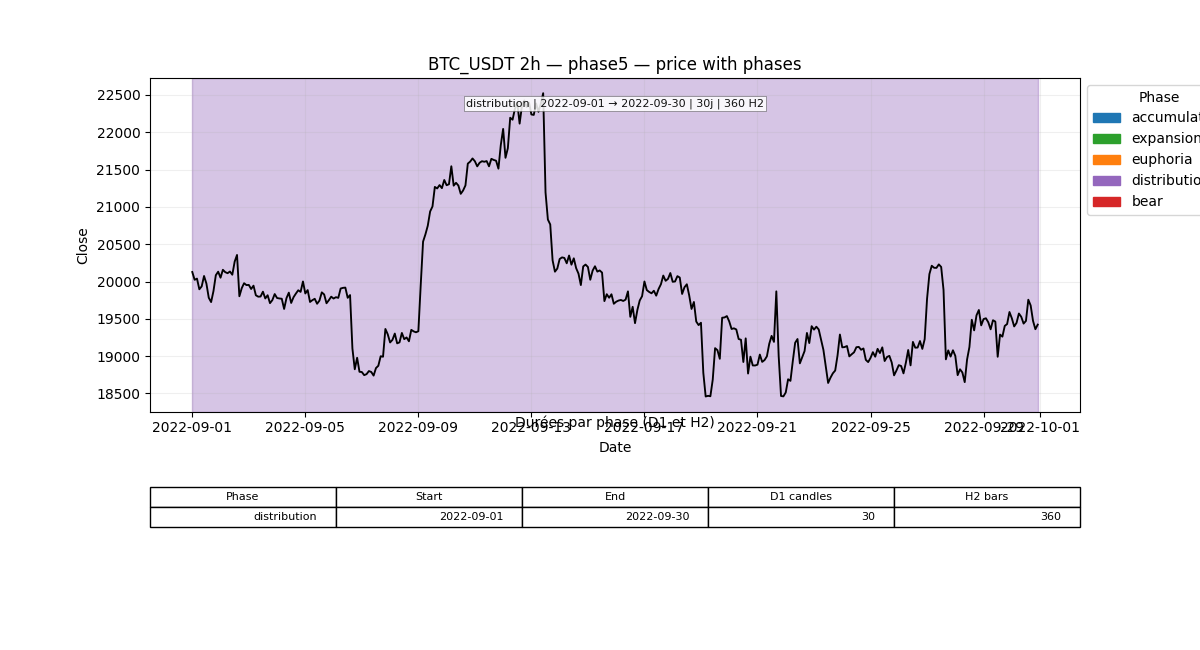 BTC_USDT 2h — phase5 — price with phases
distribution | 2022-09-01 → 2022-09-30 | 30j | 360 H2
Close
22500
22000
21500
21000
20500
20000
19500
19000
18500
Phase
accumulat
expansion
euphoria
distributio
bear
Durées par phase (D1 et H2)
2022-09-01 2022-09-05 2022-09-09 2022-09-13 2022-09-17 2022-09-21 2022-09-25 2022-09-29 2022-10-01
Date
Phase Start End D1 candles H2 bars
distribution 2022-09-01 2022-09-30 30 360